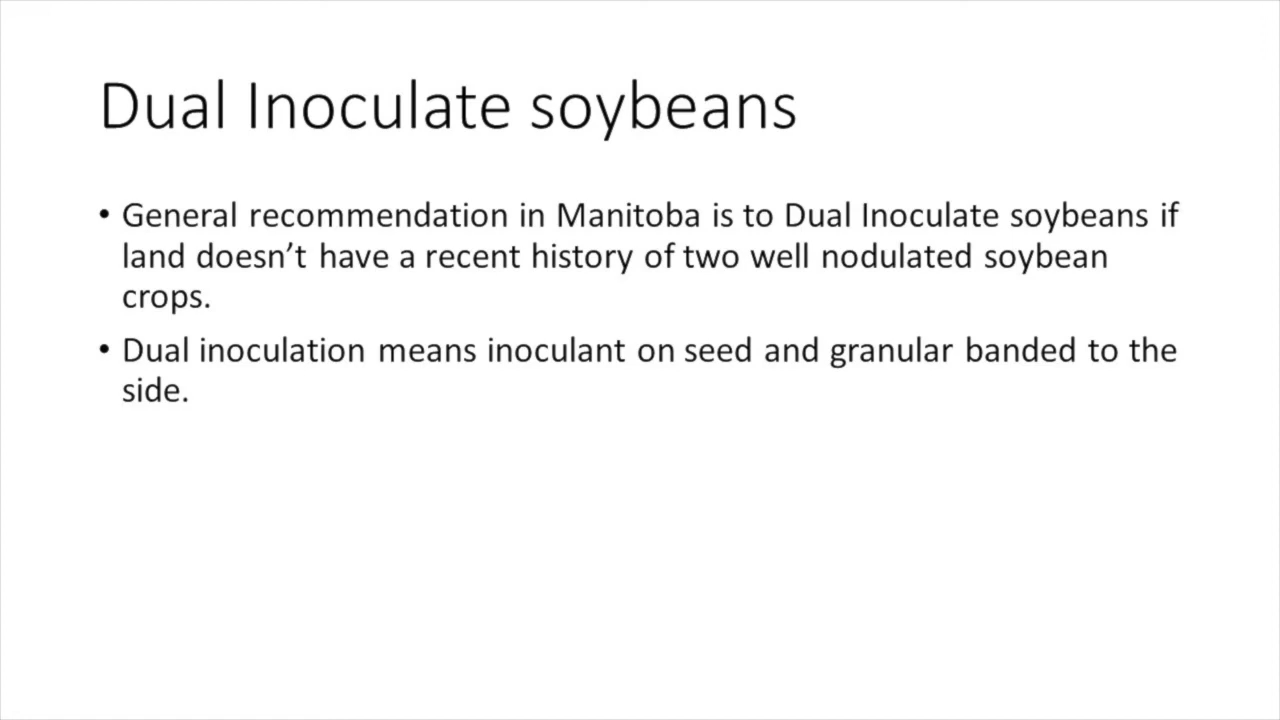 Dual Inoculate soybeans
• General recommendation in Manitoba is to Dual Inoculate soybeans if
land doesn’t have a recent history of two well nodulated soybean
crops.
• Dual inoculation means inoculant on seed and granular banded to the
side.